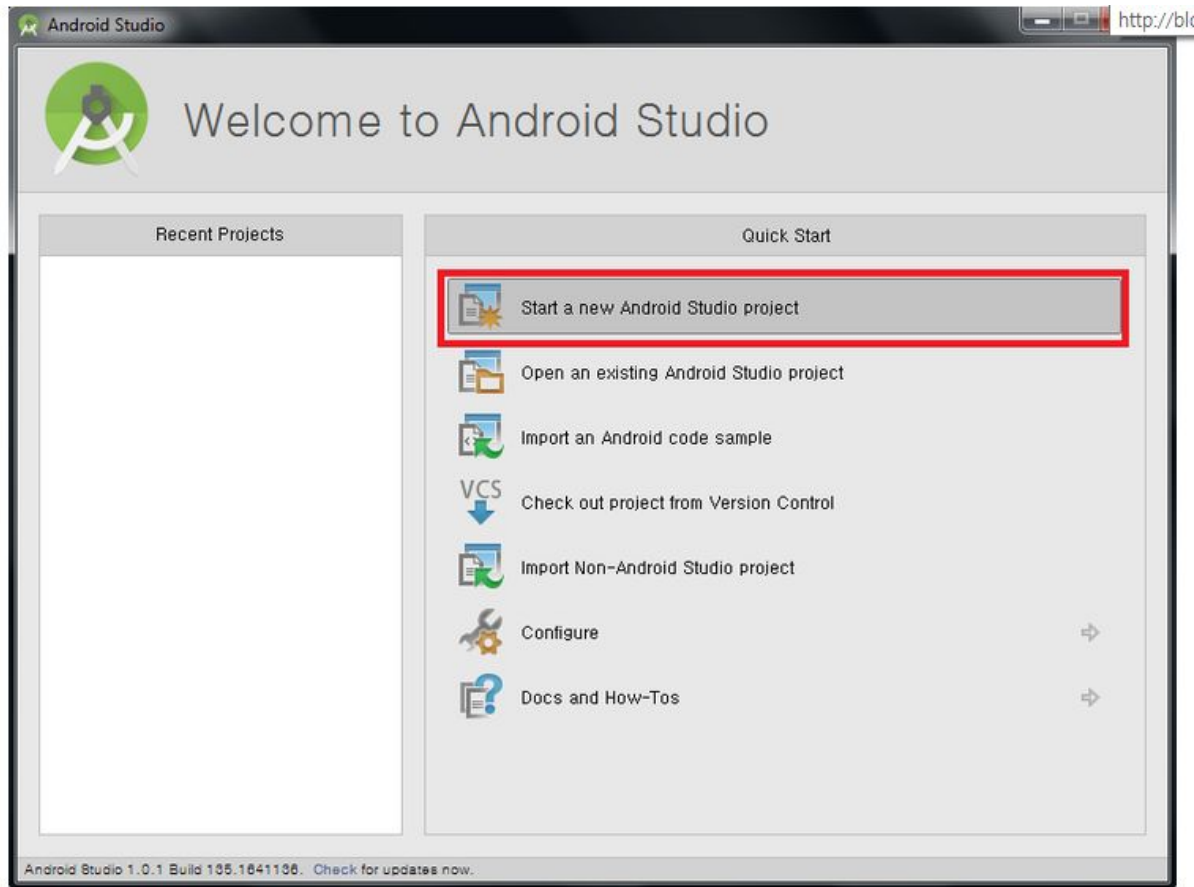 Android Studio
http://blo
Welcome to Android Studio
Recent Projects
Quick Start
Start a new Android Studio project
Open an existing Android Studio project
Import an Android code sample
VCS
Check out project from Version Control
Import Non-Android Studio project
Configure
Docs and How-Tos
Android Studio 1.0.1 Build 135.1641136. Check for updates now.